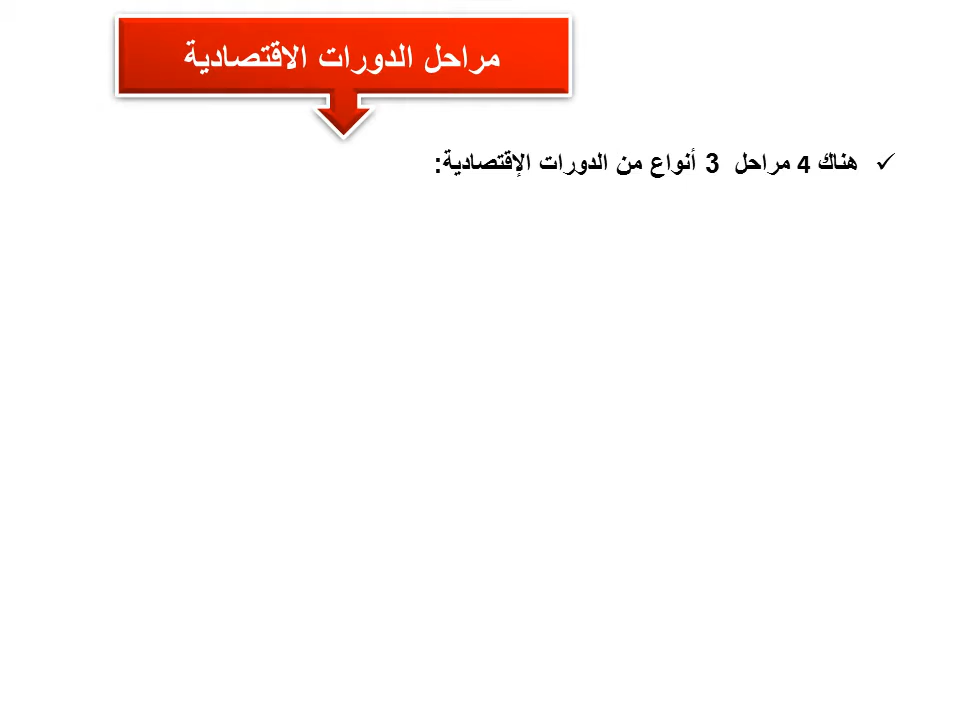 مراحل الدورات الاقتصادية
✓ هناك 4 مراحل 3 أنواع من الدورات الإقتصادية: